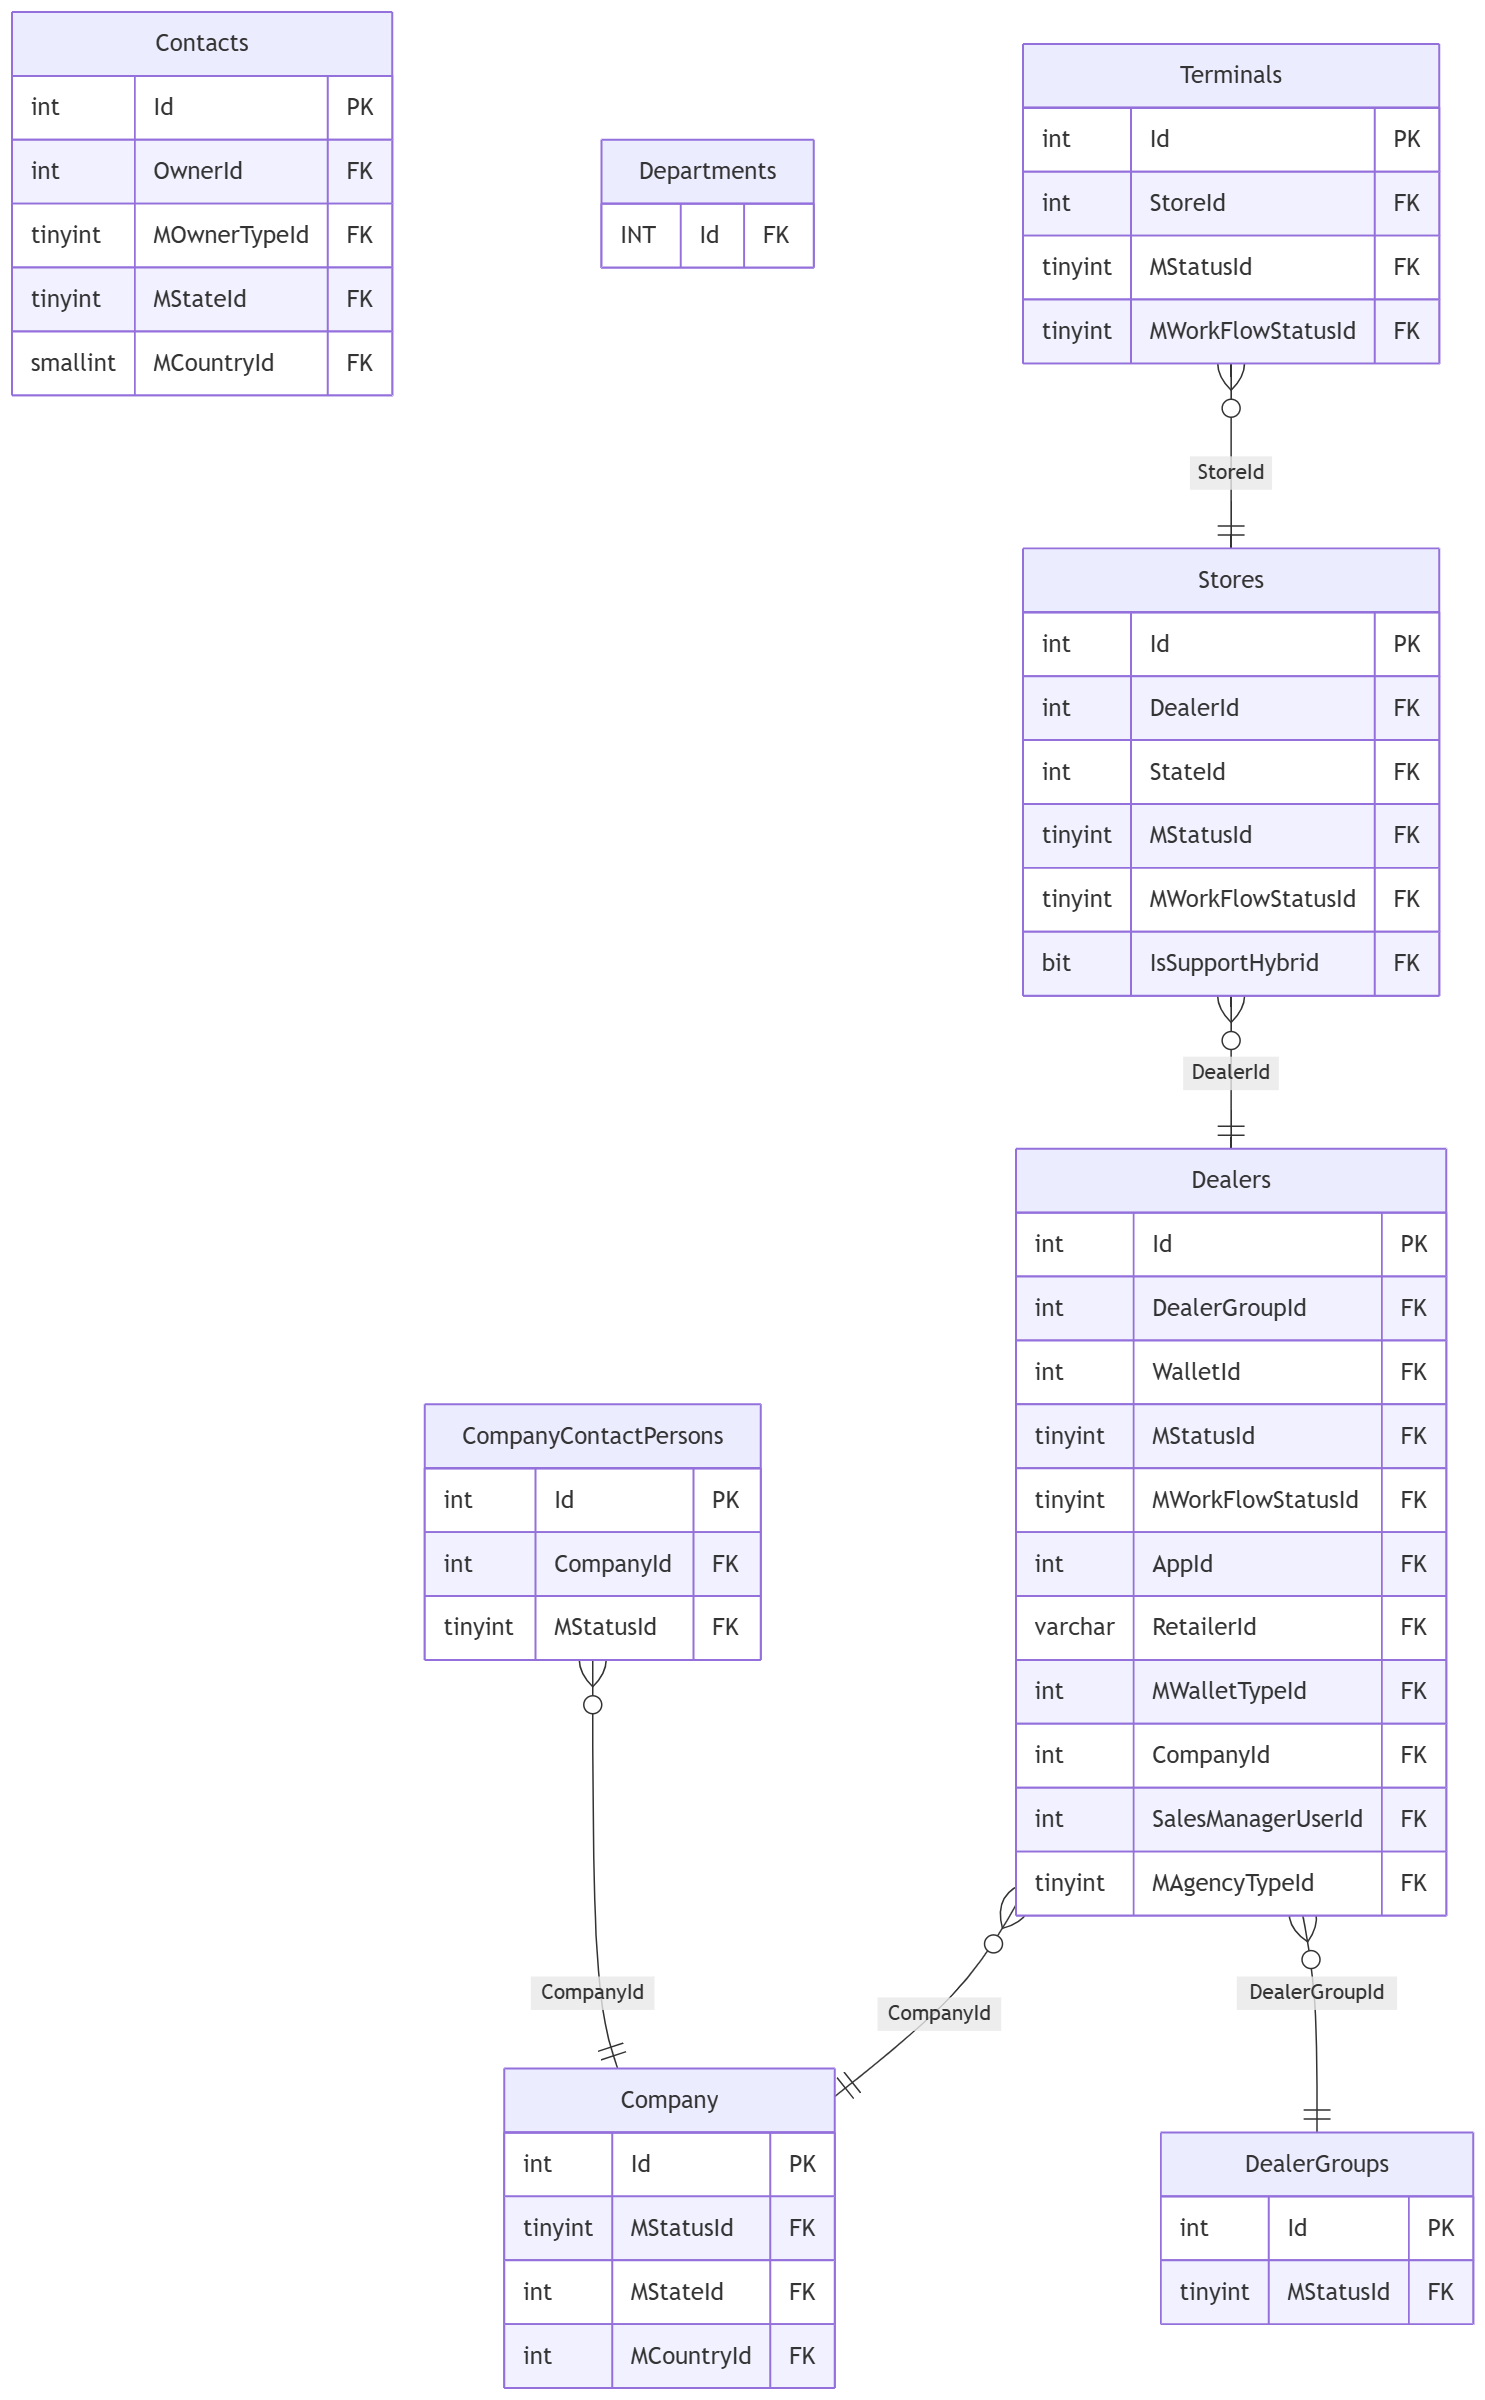 Contacts
int Id PK
int OwnerId FK
tinyint MOwnerTypeId FK
tinyint MStateId FK
smallint MCountryId FK
Departments
INT Id FK
Terminals
int Id PK
int StoreId FK
tinyint MStatusId FK
tinyint MWorkFlowStatusId FK
StoreId
Stores
int Id PK
int DealerId FK
int StateId FK
tinyint MStatusId FK
tinyint MWorkFlowStatusId FK
bit IsSupportHybrid FK
DealerId
Dealers
int Id PK
int DealerGroupId FK
int WalletId FK
tinyint MStatusId FK
tinyint MWorkFlowStatusId FK
int AppId FK
varchar RetailerId FK
int MWalletTypeId FK
int CompanyId FK
int SalesManagerUserId FK
tinyint MAgencyTypeId FK
CompanyContactPersons
int Id PK
int CompanyId FK
tinyint MStatusId FK
CompanyId
CompanyId
DealerGroupId
Company
int Id PK
tinyint MStatusId FK
int MStateId FK
int MCountryId FK
DealerGroups
int Id PK
tinyint MStatusId FK